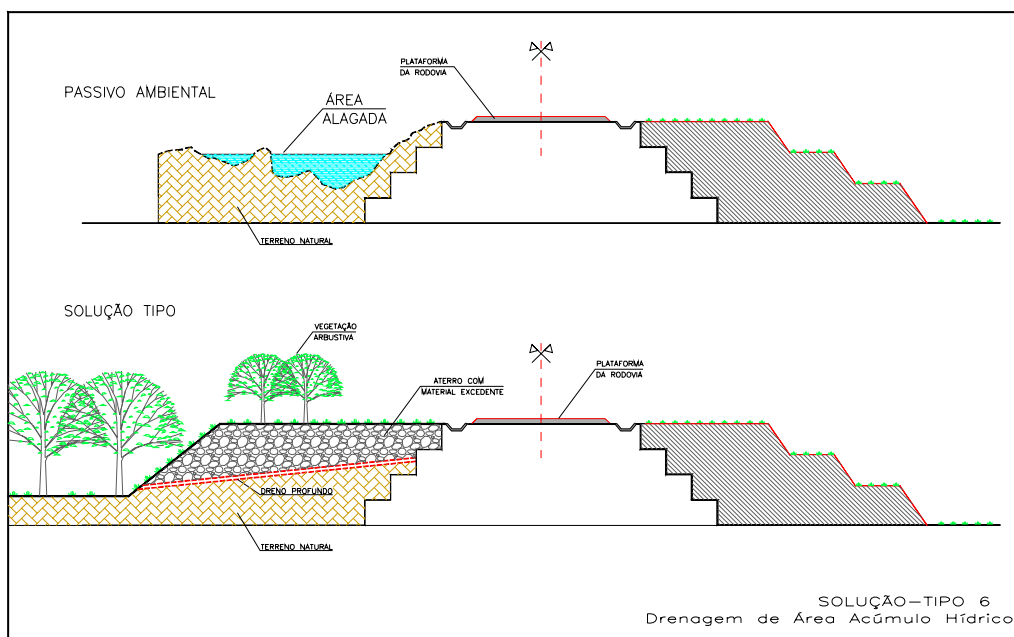 PASSIVO AMBIENTAL
ÁREA
ALAGADA
PLATAFORMA
DA RODOVIA
TERRENO NATURAL
SOLUÇÃO TIPO
VEGETAÇÃO
ARBUSTIVA
ATERRO COM
MATERIAL EXCEDENTE
PLATAFORMA
DA RODOVIA
DRENO PROFUNDO
TERRENO NATURAL
SOLUÇÃO-TIPO 6
Drenagem de Área Acúmulo Hídrico